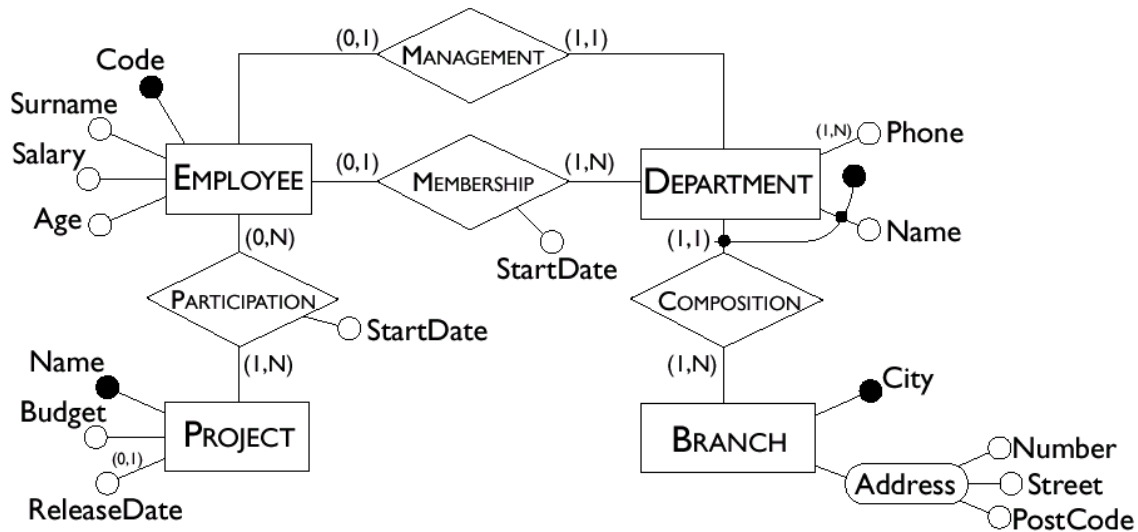 (0,1)
MANAGEMENT
(1,1)
Code
Surname
Salary
Age
EMPLOYEE
(0,1)
MEMBERSHIP
(1,N)
StartDate
DEPARTMENT
(1,N)
Phone
Name
(0,N)
PARTICIPATION
StartDate
(1,N)
(1,1)
COMPOSITION
(1,N)
Name
Budget
(0,1)
ReleaseDate
PROJECT
BRANCH
City
Address
Number
Street
PostCode